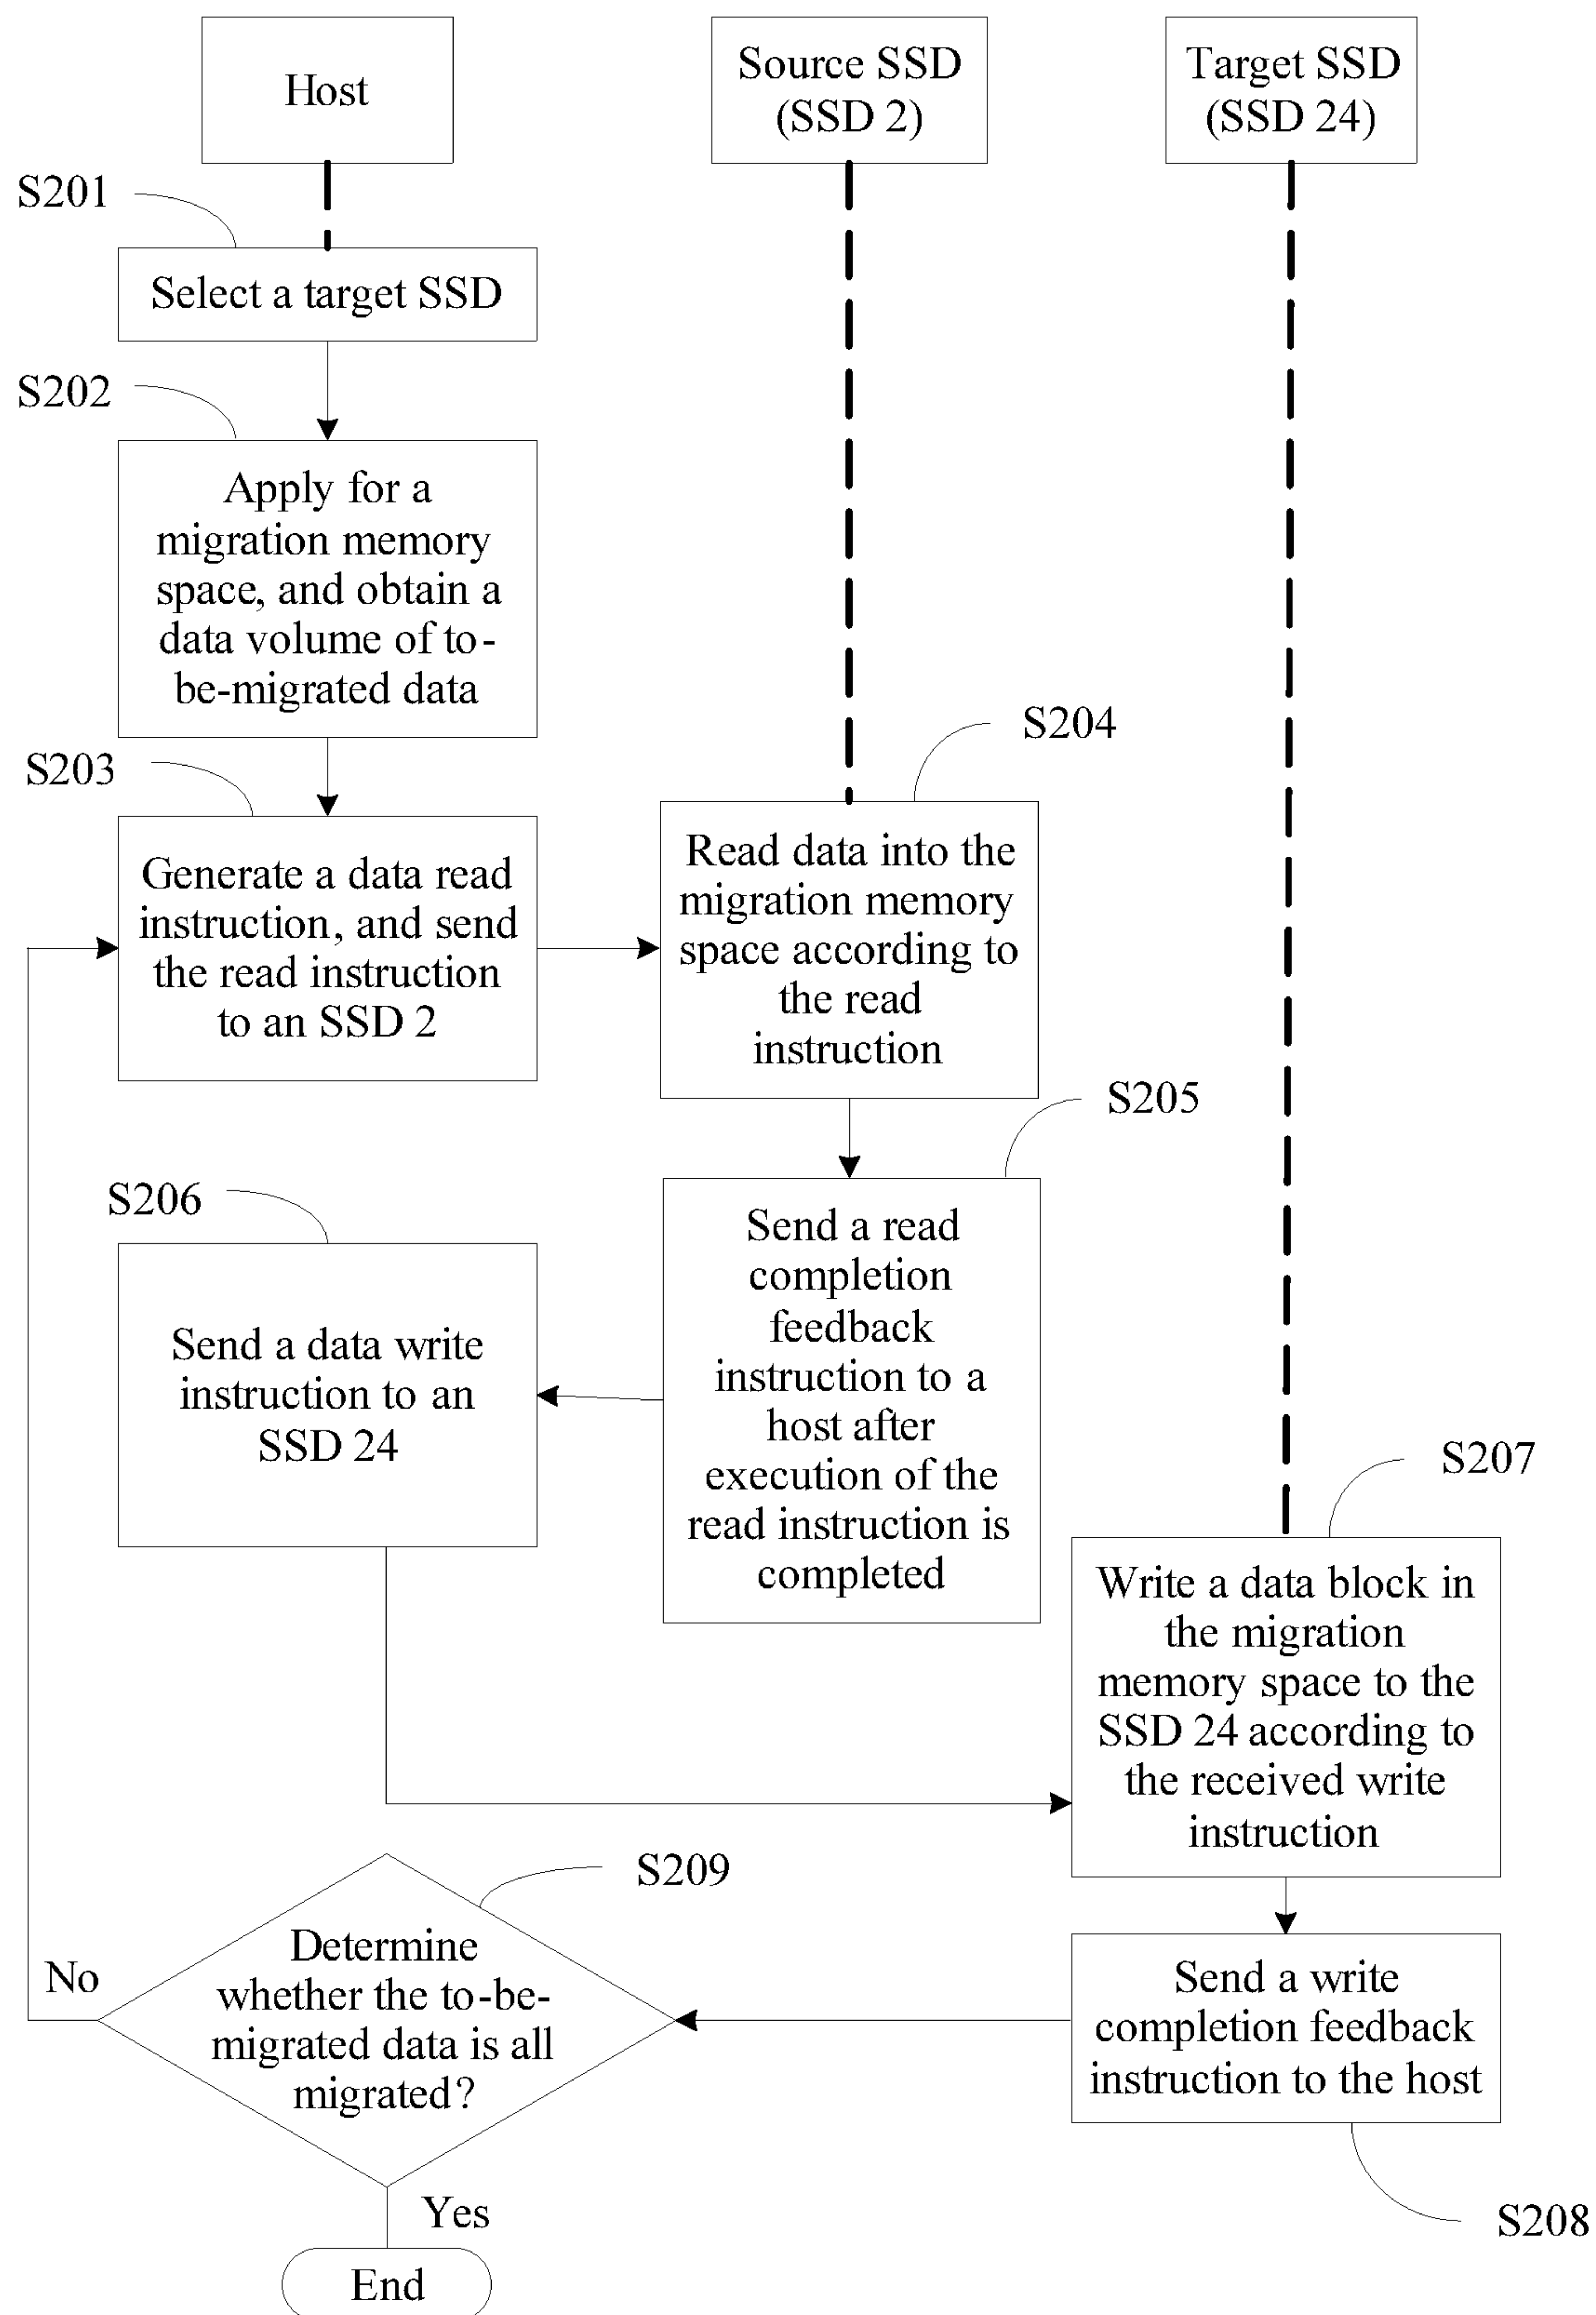 Host
Source SSD
(SSD 2)
Target SSD
(SSD 24)
S201
Select a target SSD
S202
Apply for a
migration memory
space, and obtain a
data volume of to-
be-migrated data
S203
Generate a data read
instruction, and send
the read instruction
to an SSD 2
S204
Read data into the
migration memory
space according to
the read
instruction
S205
Send a read
completion
feedback
instruction to a
host after
execution of the
read instruction is
completed
S206
Send a data write
instruction to an
SSD 24
S207
Write a data block in
the migration
memory space to the
SSD 24 according to
the received write
instruction
S208
Send a write
completion feedback
instruction to the host
S209
Determine
whether the to-be-
migrated data is all
migrated?
No
Yes
End